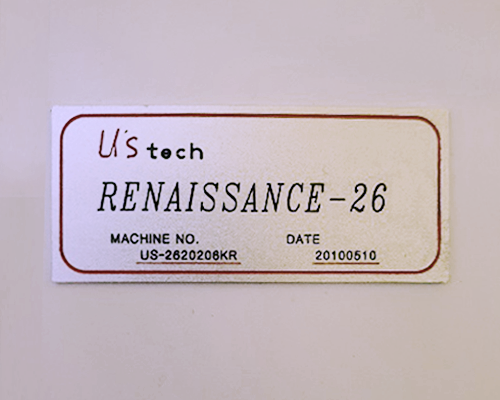 U's tech
RENAISSANCE-26
MACHINE NO. DATE
US-2620206KR 20100510